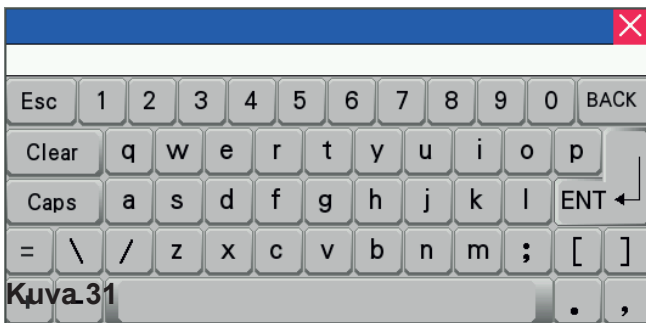 Esc 1 2 3 4 5 6 7 8 9 0 BACK
Clear q w e r t y u i o p
Caps a s d f g h j k l ENT
= \ / z x c v b n m ; [ ]
Kuva 31 . ,